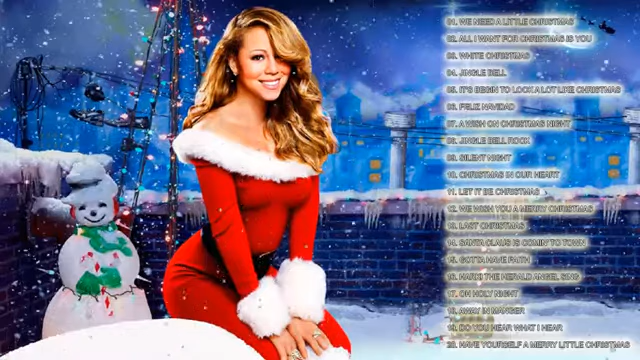 01. WE NEED A LITTLE CHRISTMAS
02. ALL I WANT FOR CHRISTMAS IS YOU
03. WHITE CHRISTMAS
04. JINGLE BELL
05. IT'S BEGIN TO LOOK A LOT LIKE CHRISTMAS
06. FELIZ NAVIDAD
07. A WISH ON CHRISTMAS NIGHT
08. JINGLE BELL ROCK
09. SILENT NIGHT
10. CHRISTMAS IN OUR HEART
11. LET IT BE CHRISTMAS
12. WE WISH YOU A MERRY CHRISTMAS
13. LAST CHRISTMAS
14. SANTA CLAUS IS COMIN TO TOWN
15. GOTTA HAVE FAITH
16. HARK! THE HERALD ANGEL SING
17. OH HOLY NIGHT
18. AWAY IN MANGER
19. DO YOU HEAR WHAT I HEAR
20. HAVE YOURSELF A MERRY LITTLE CHRISTMAS